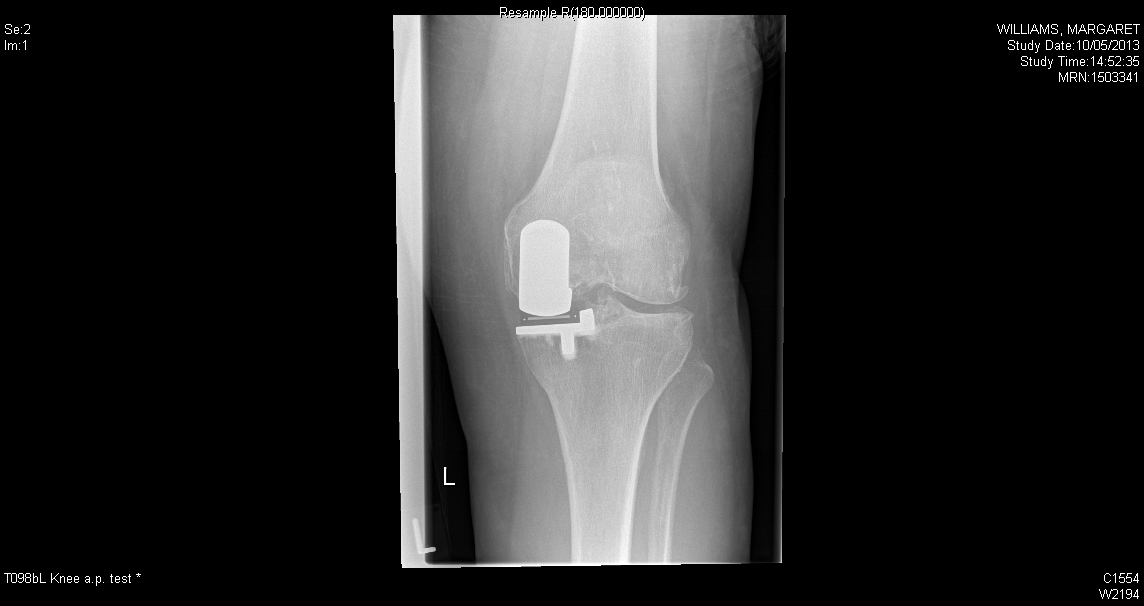 Resample R(180.000000)
Se:2
Im:1
WILLIAMS, MARGARET
Study Date:10/05/2013
Study Time:14:52:35
MRN:1503341
L
L
T098bL Knee a.p. test *
C1554
W2194